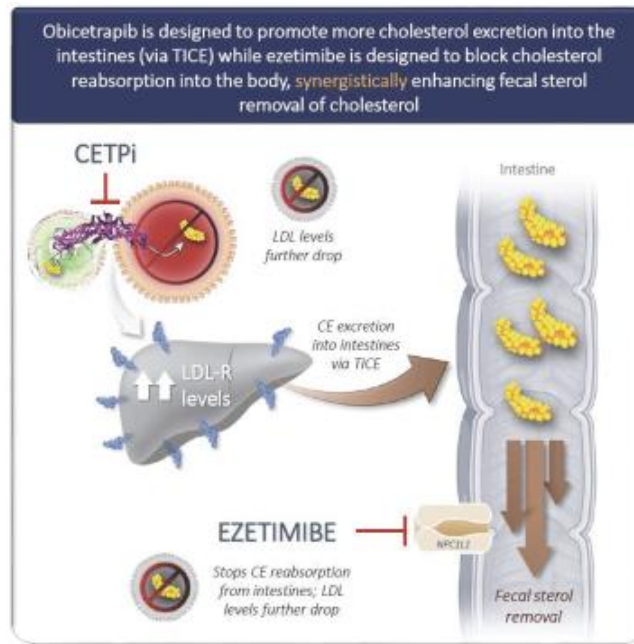 Obicetrapib is designed to promote more cholesterol excretion into the
intestines (via TICE) while ezetimibe is designed to block cholesterol
reabsorption into the body, synergistically enhancing fecal sterol
removal of cholesterol
CETPi
Intestine
LDL levels
further drop
CE excretion
into intestines
via TICE
LDL-R
levels
EZETIMIBE
NPC1L1
Stops CE reabsorption
from intestines; LDL
levels further drop
Fecal sterol
removal